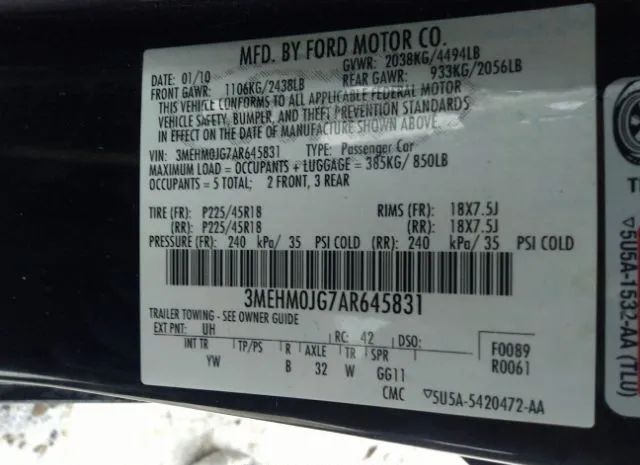 MFD. BY FORD MOTOR CO.
DATE: 01/10
GVWR: 2038KG/4494LB
FRONT GAWR: 1106KG/2438LB
REAR GAWR: 933KG/2056LB
THIS VEHICLE CONFORMS TO ALL APPLICABLE FEDERAL MOTOR
VEHICLE SAFETY, BUMPER, AND THEFT PREVENTION STANDARDS
IN EFFECT ON THE DATE OF MANUFACTURE SHOWN ABOVE.
VIN: 3MEHM0JG7AR645831 TYPE: Passenger Car
MAXIMUM LOAD = OCCUPANTS + LUGGAGE = 385KG/ 850LB
OCCUPANTS = 5 TOTAL; 2 FRONT, 3 REAR
TIRE (FR): P225/45R18 RIMS (FR): 18X7.5J
(RR): P225/45R18 (RR): 18X7.5J
PRESSURE (FR): 240 kPa/ 35 PSI COLD (RR): 240 kPa/ 35 PSI COLD
3MEHM0JG7AR645831
TRAILER TOWING - SEE OWNER GUIDE
EXT PNT: UH RC: 42 DSO:
INT TR TP/PS R AXLE TR SPR
YW B 32 W GG11
F0089
R0061
CMC ▽5U5A-5420472-AA
▽5U5A-1532-AA (TLU)